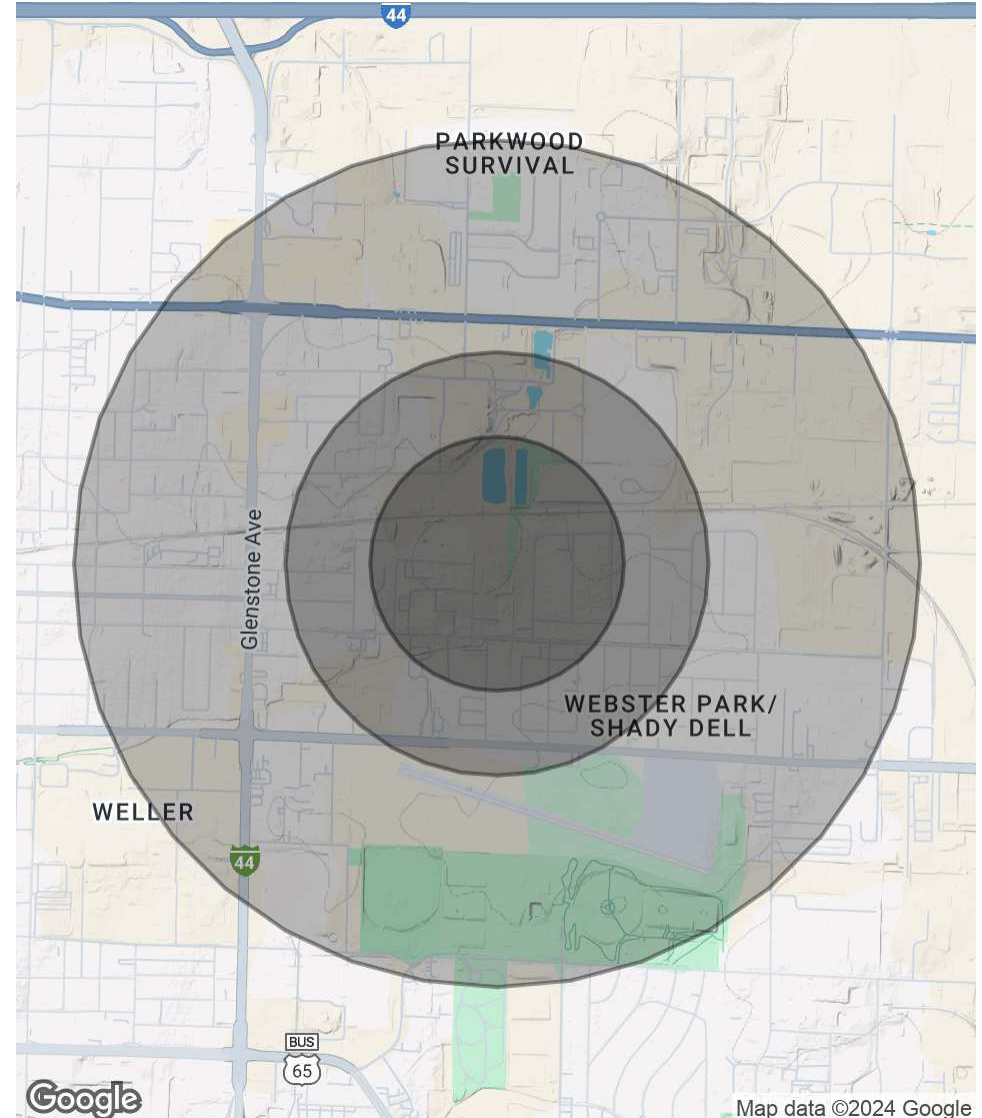 44
PARKWOOD
SURVIVAL
Glenstone Ave
WEBSTER PARK/
SHADY DELL
WELLER
44
BUS
65
Google
Map data ©2024 Google